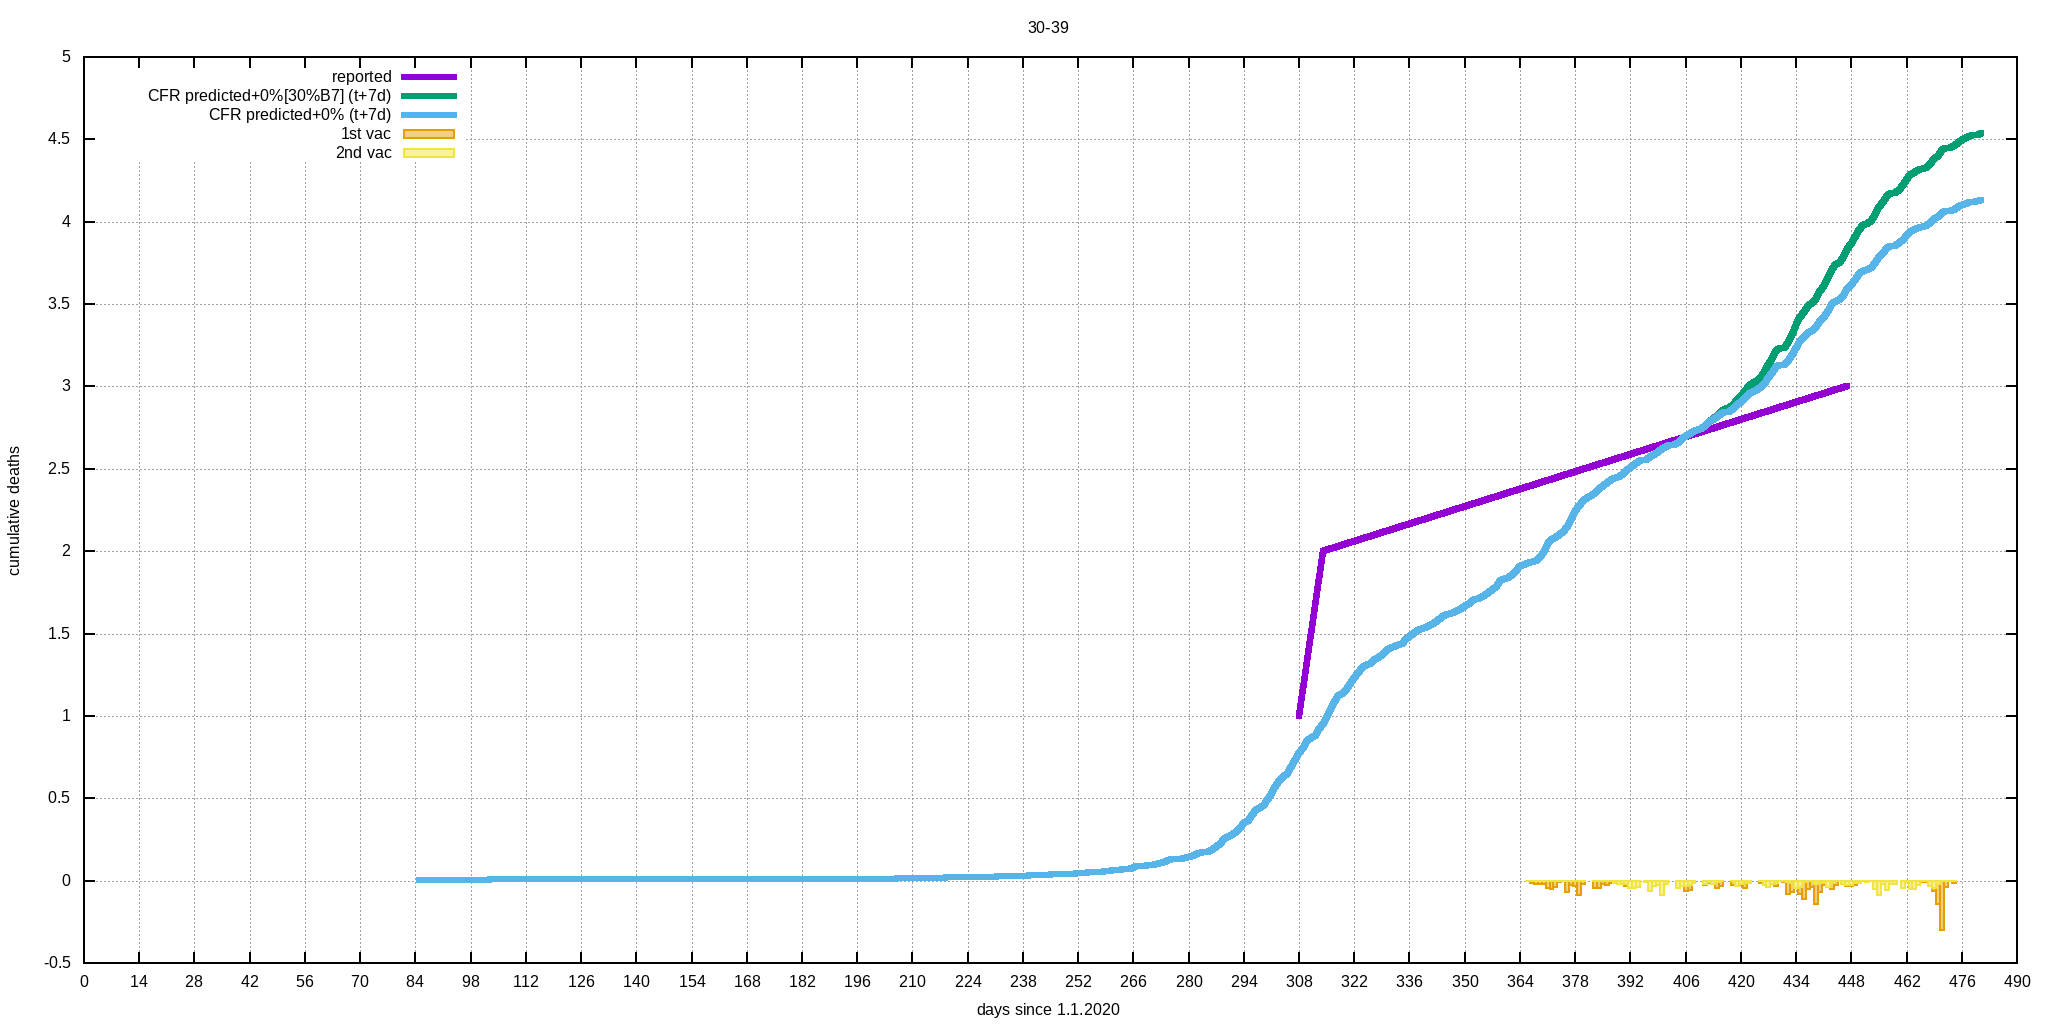 30-39
reported
CFR predicted+0%[30%B7] (t+7d)
CFR predicted+0% (t+7d)
1st vac
2nd vac
5
4.5
4
3.5
3
2.5
2
1.5
1
0.5
0
-0.5
cumulative deaths
0 14 28 42 56 70 84 98 112 126 140 154 168 182 196 210 224 238 252 266 280 294 308 322 336 350 364 378 392 406 420 434 448 462 476 490
days since 1.1.2020